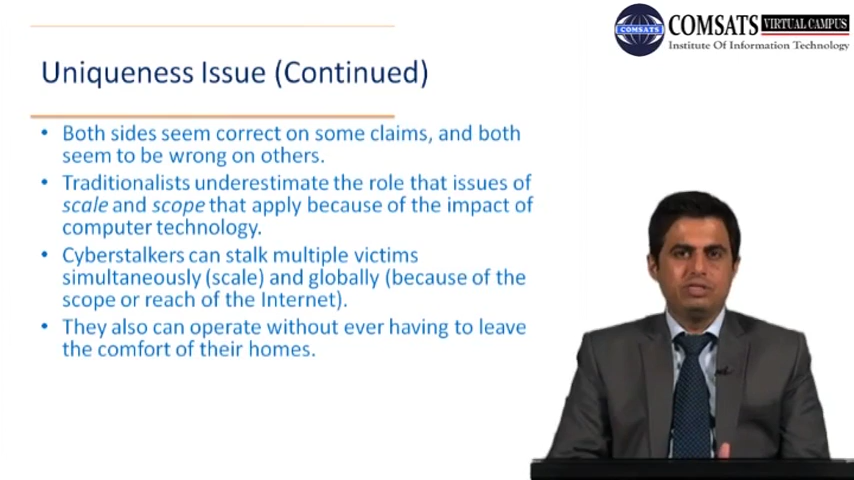 COMSATS VIRTUAL CAMPUS
COMSATS
Institute Of Information Technology
Uniqueness Issue (Continued)
• Both sides seem correct on some claims, and both
seem to be wrong on others.
• Traditionalists underestimate the role that issues of
scale and scope that apply because of the impact of
computer technology.
• Cyberstalkers can stalk multiple victims
simultaneously (scale) and globally (because of the
scope or reach of the Internet).
• They also can operate without ever having to leave
the comfort of their homes.